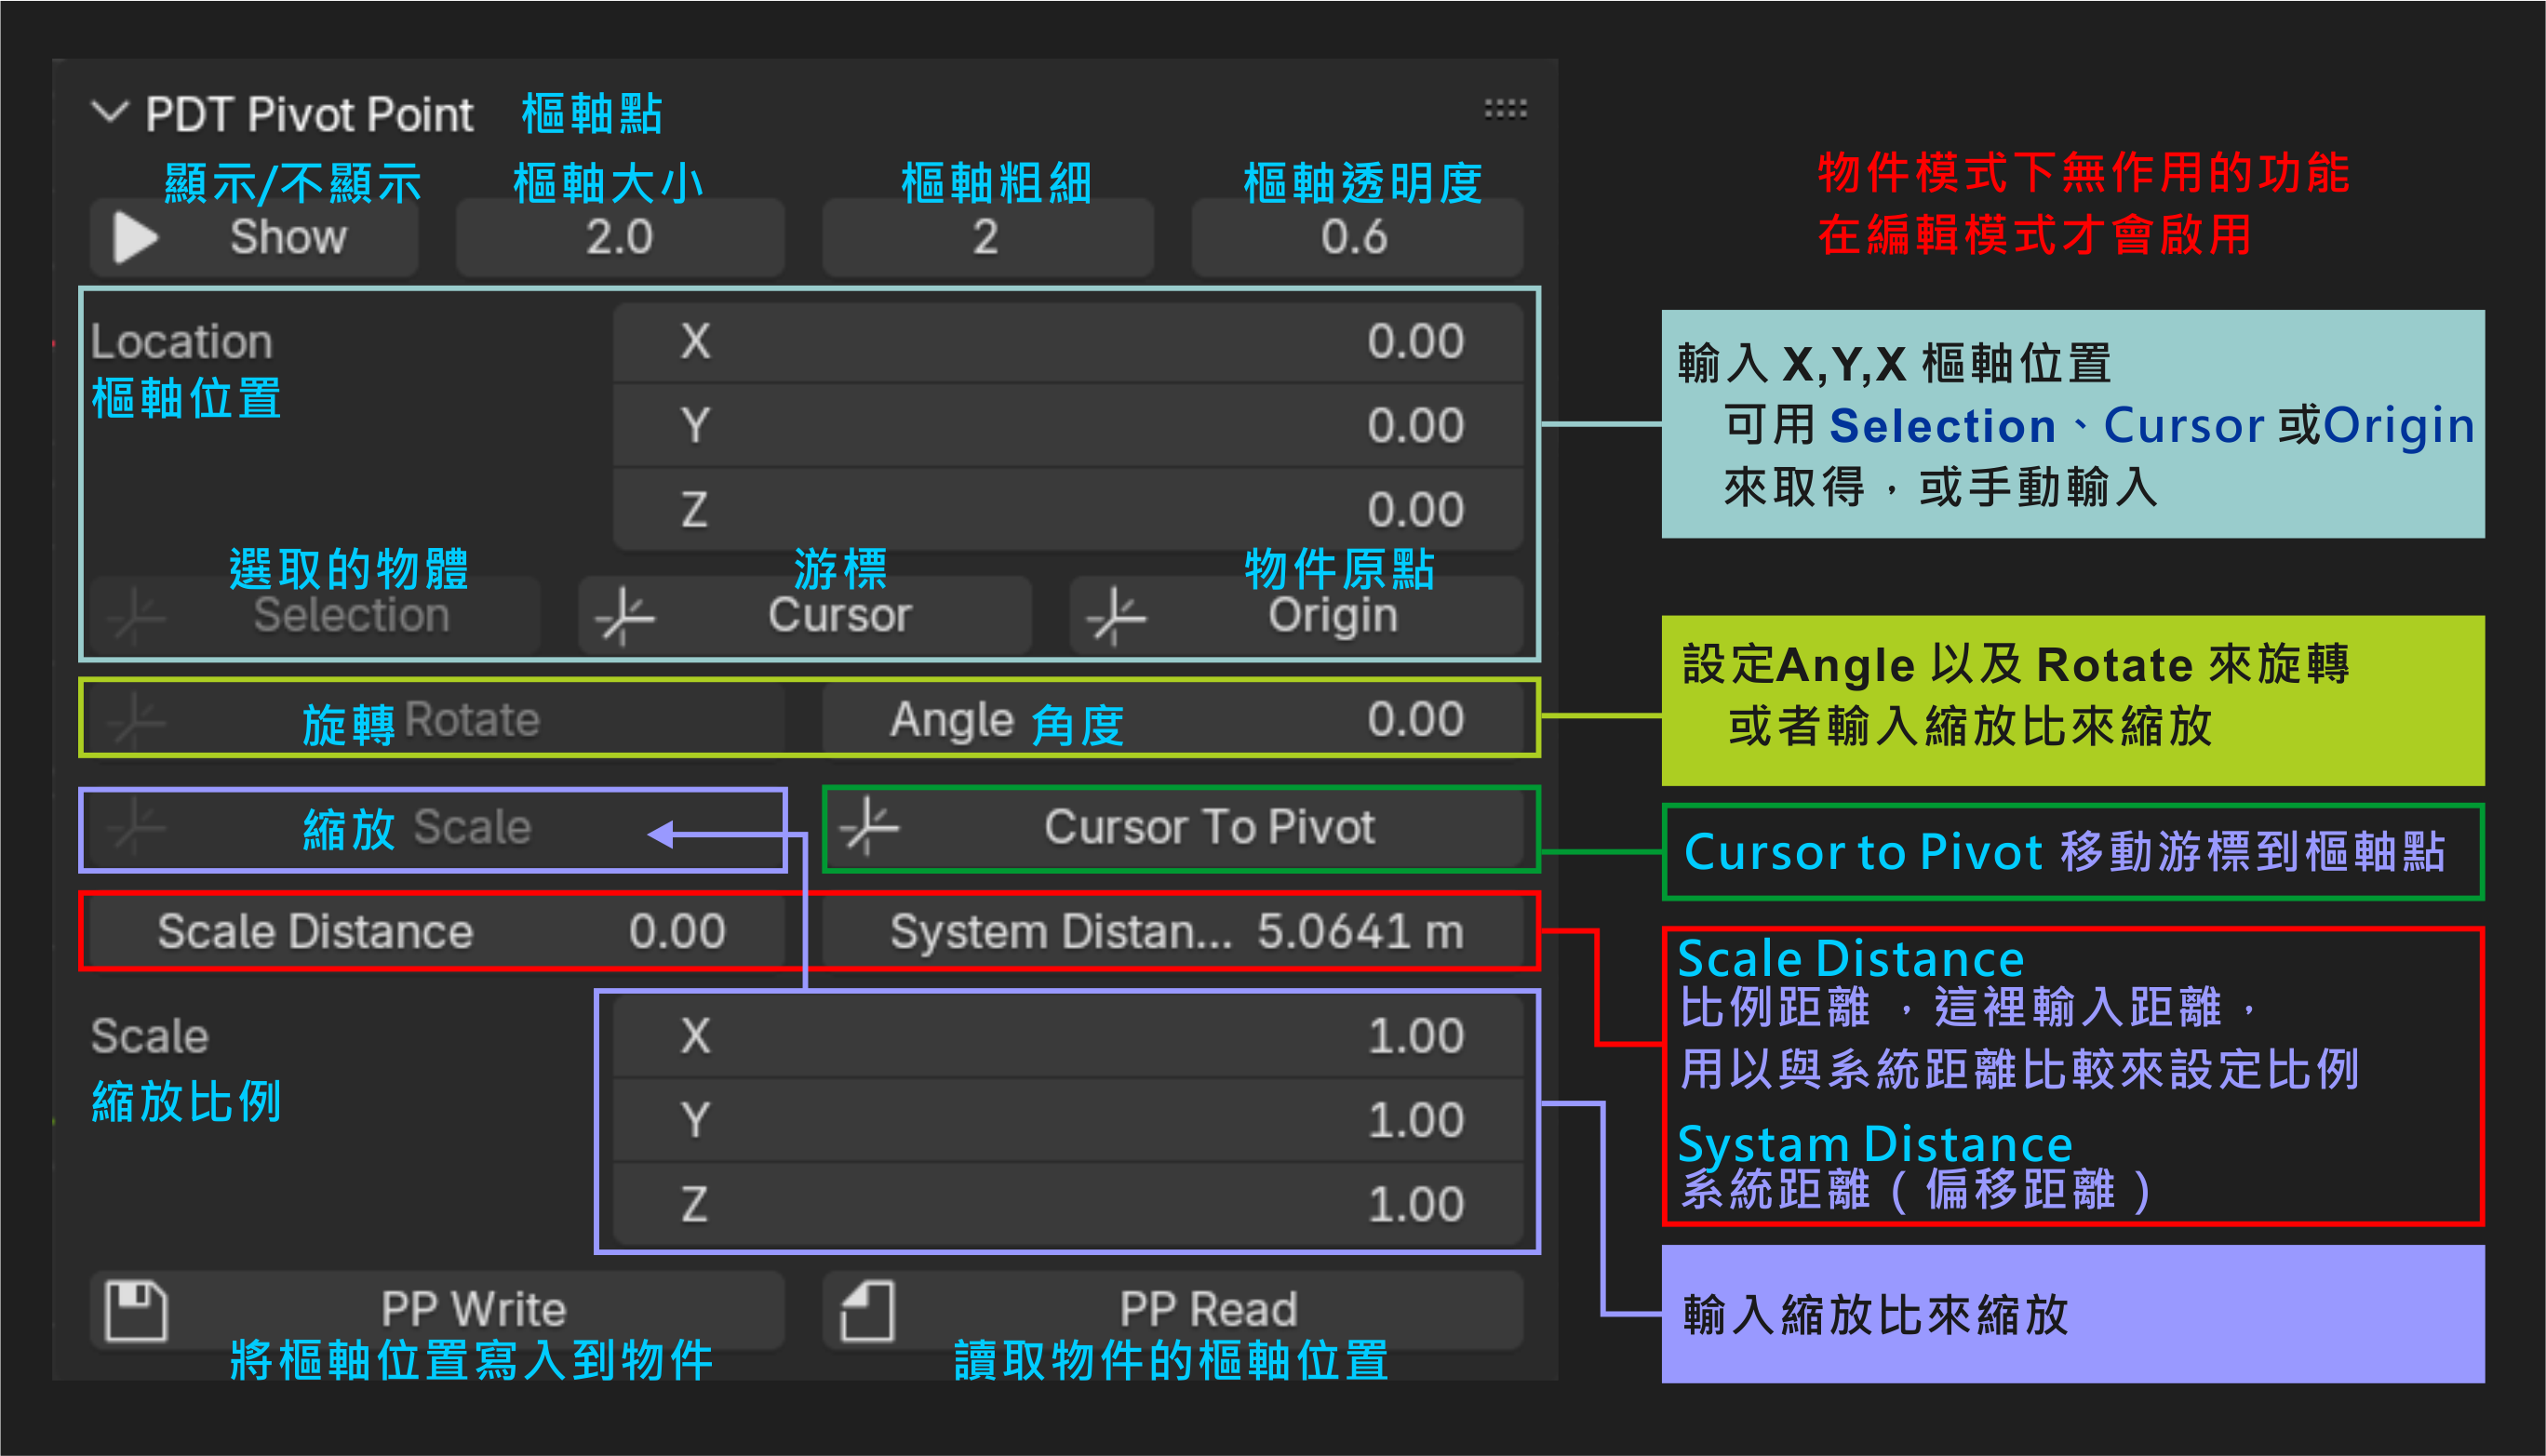 PDT Pivot Point 樞軸點
顯示/不顯示 樞軸大小 樞軸粗細 樞軸透明度
Show 2.0 2 0.6
Location X 0.00
樞軸位置
Y 0.00
Z 0.00
選取的物體 游標 物件原點
Selection Cursor Origin
旋轉 Rotate Angle 角度 0.00
縮放 Scale Cursor To Pivot
Scale Distance 0.00 System Distan... 5.0641 m
Scale X 1.00
縮放比例 Y 1.00
Z 1.00
PP Write PP Read
將樞軸位置寫入到物件 讀取物件的樞軸位置
物件模式下無作用的功能
在編輯模式才會啟用
輸入 X,Y,X 樞軸位置
可用 Selection、Cursor 或Origin
來取得，或手動輸入
設定Angle 以及 Rotate 來旋轉
或者輸入縮放比來縮放
Cursor to Pivot 移動游標到樞軸點
Scale Distance
比例距離，這裡輸入距離，
用以與系統距離比較來設定比例
Systam Distance
系統距離（偏移距離）
輸入縮放比來縮放